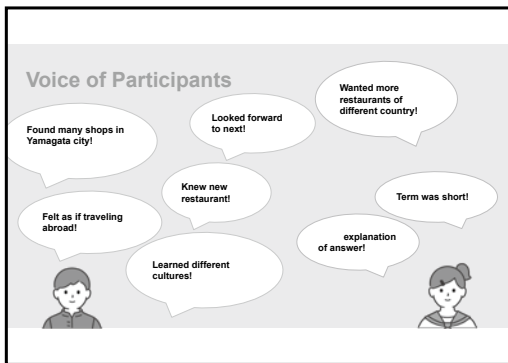 Voice of Participants
Found many shops in
Yamagata city!
Looked forward
to next!
Wanted more
restaurants of
different country!
Knew new
restaurant!
Term was short!
Felt as if traveling
abroad!
explanation
of answer!
Learned different
cultures!